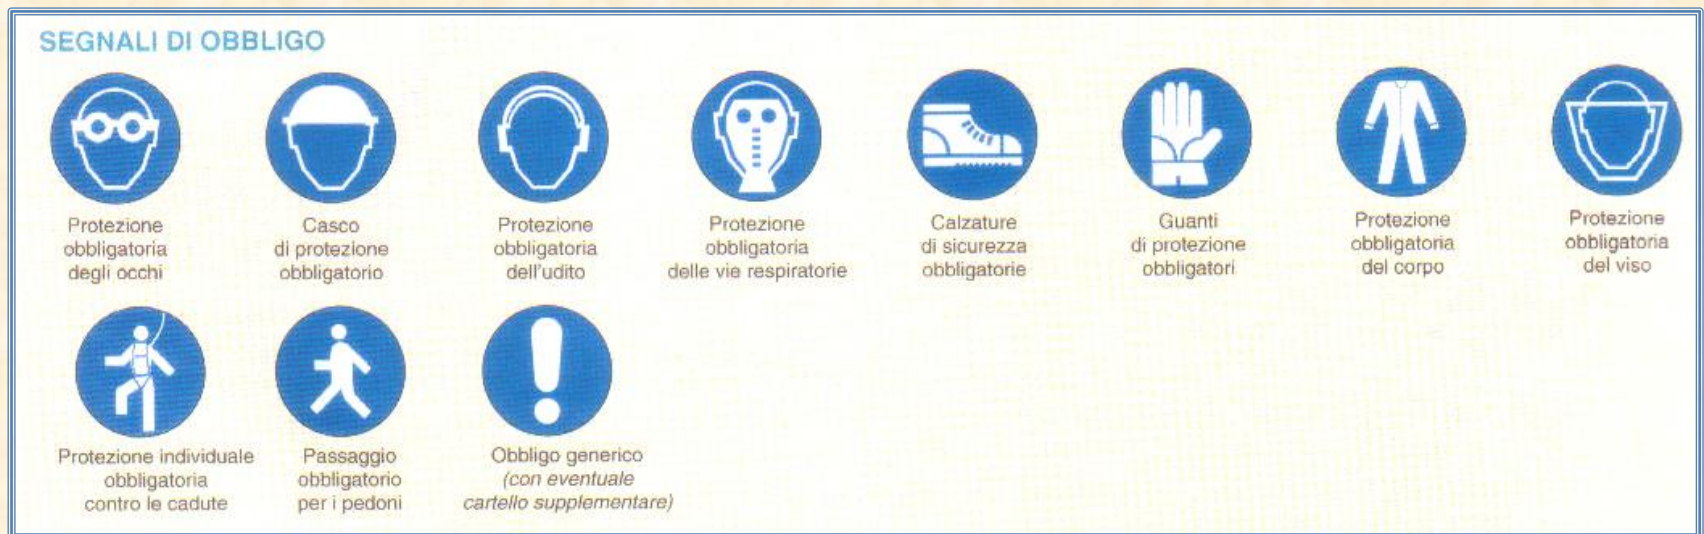 SEGNALI DI OBBLIGO
Protezione
obbligatoria
degli occhi
Casco
di protezione
obbligatorio
Protezione
obbligatoria
dell'udito
Protezione
obbligatoria
delle vie respiratorie
Calzature
di sicurezza
obbligatorie
Guanti
di protezione
obbligatori
Protezione
obbligatoria
del corpo
Protezione
obbligatoria
del viso
Protezione individuale
obbligatoria
contro le cadute
Passaggio
obbligatorio
per i pedoni
Obbligo generico
(con eventuale
cartello supplementare)